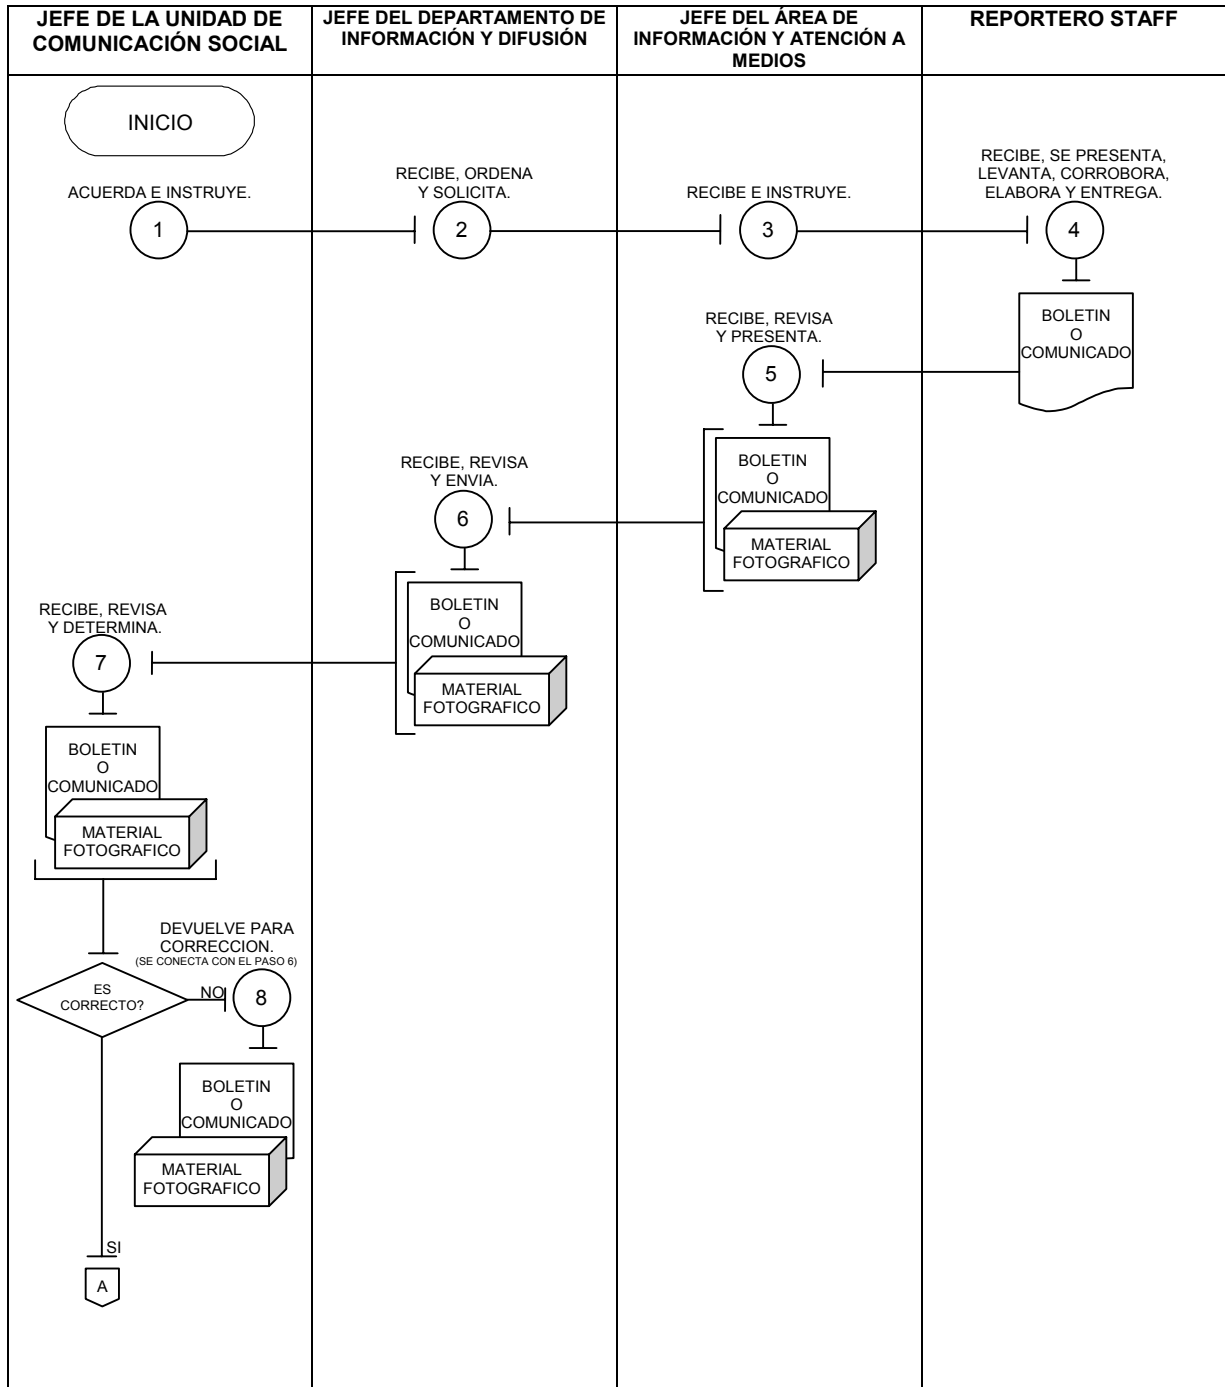 JEFE DE LA UNIDAD DE
COMUNICACIÓN SOCIAL
JEFE DEL DEPARTAMENTO DE
INFORMACIÓN Y DIFUSIÓN
JEFE DEL ÁREA DE
INFORMACIÓN Y ATENCIÓN A
MEDIOS
REPORTERO STAFF
INICIO
ACUERDA E INSTRUYE.
1
RECIBE, ORDENA
Y SOLICITA.
2
RECIBE E INSTRUYE.
3
RECIBE, SE PRESENTA,
LEVANTA, CORROBORA,
ELABORA Y ENTREGA.
4
BOLETIN
O
COMUNICADO
RECIBE, REVISA
Y PRESENTA.
5
BOLETIN
O
COMUNICADO
MATERIAL
FOTOGRAFICO
RECIBE, REVISA
Y ENVIA.
6
BOLETIN
O
COMUNICADO
MATERIAL
FOTOGRAFICO
RECIBE, REVISA
Y DETERMINA.
7
BOLETIN
O
COMUNICADO
MATERIAL
FOTOGRAFICO
ES
CORRECTO?
NO
DEVUELVE PARA
CORRECCION.
(SE CONECTA CON EL PASO 6)
8
BOLETIN
O
COMUNICADO
MATERIAL
FOTOGRAFICO
SI
A